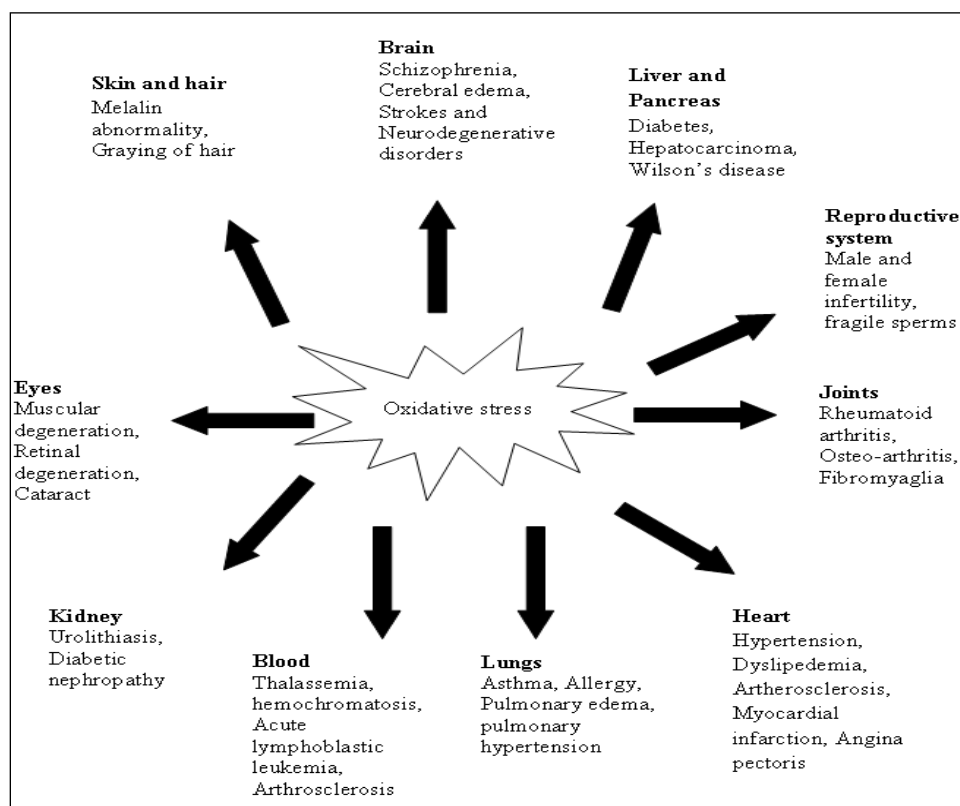 Skin and hair
Melalin
abnormality,
Graying of hair
Brain
Schizophrenia,
Cerebral edema,
Strokes and
Neurodegenerative
disorders
Liver and
Pancreas
Diabetes,
Hepatocarcinoma,
Wilson's disease
Reproductive
system
Male and
female
infertility,
fragile sperms
Eyes
Muscular
degeneration,
Retinal
degeneration,
Cataract
Oxidative stress
Joints
Rheumatoid
arthritis,
Osteo-arthritis,
Fibromyaglia
Kidney
Urolithiasis,
Diabetic
nephropathy
Blood
Thalassemia,
hemochromatosis,
Acute
lymphoblastic
leukemia,
Arthrosclerosis
Lungs
Asthma, Allergy,
Pulmonary edema,
pulmonary
hypertension
Heart
Hypertension,
Dyslipedemia,
Artherosclerosis,
Myocardial
infarction, Angina
pectoris